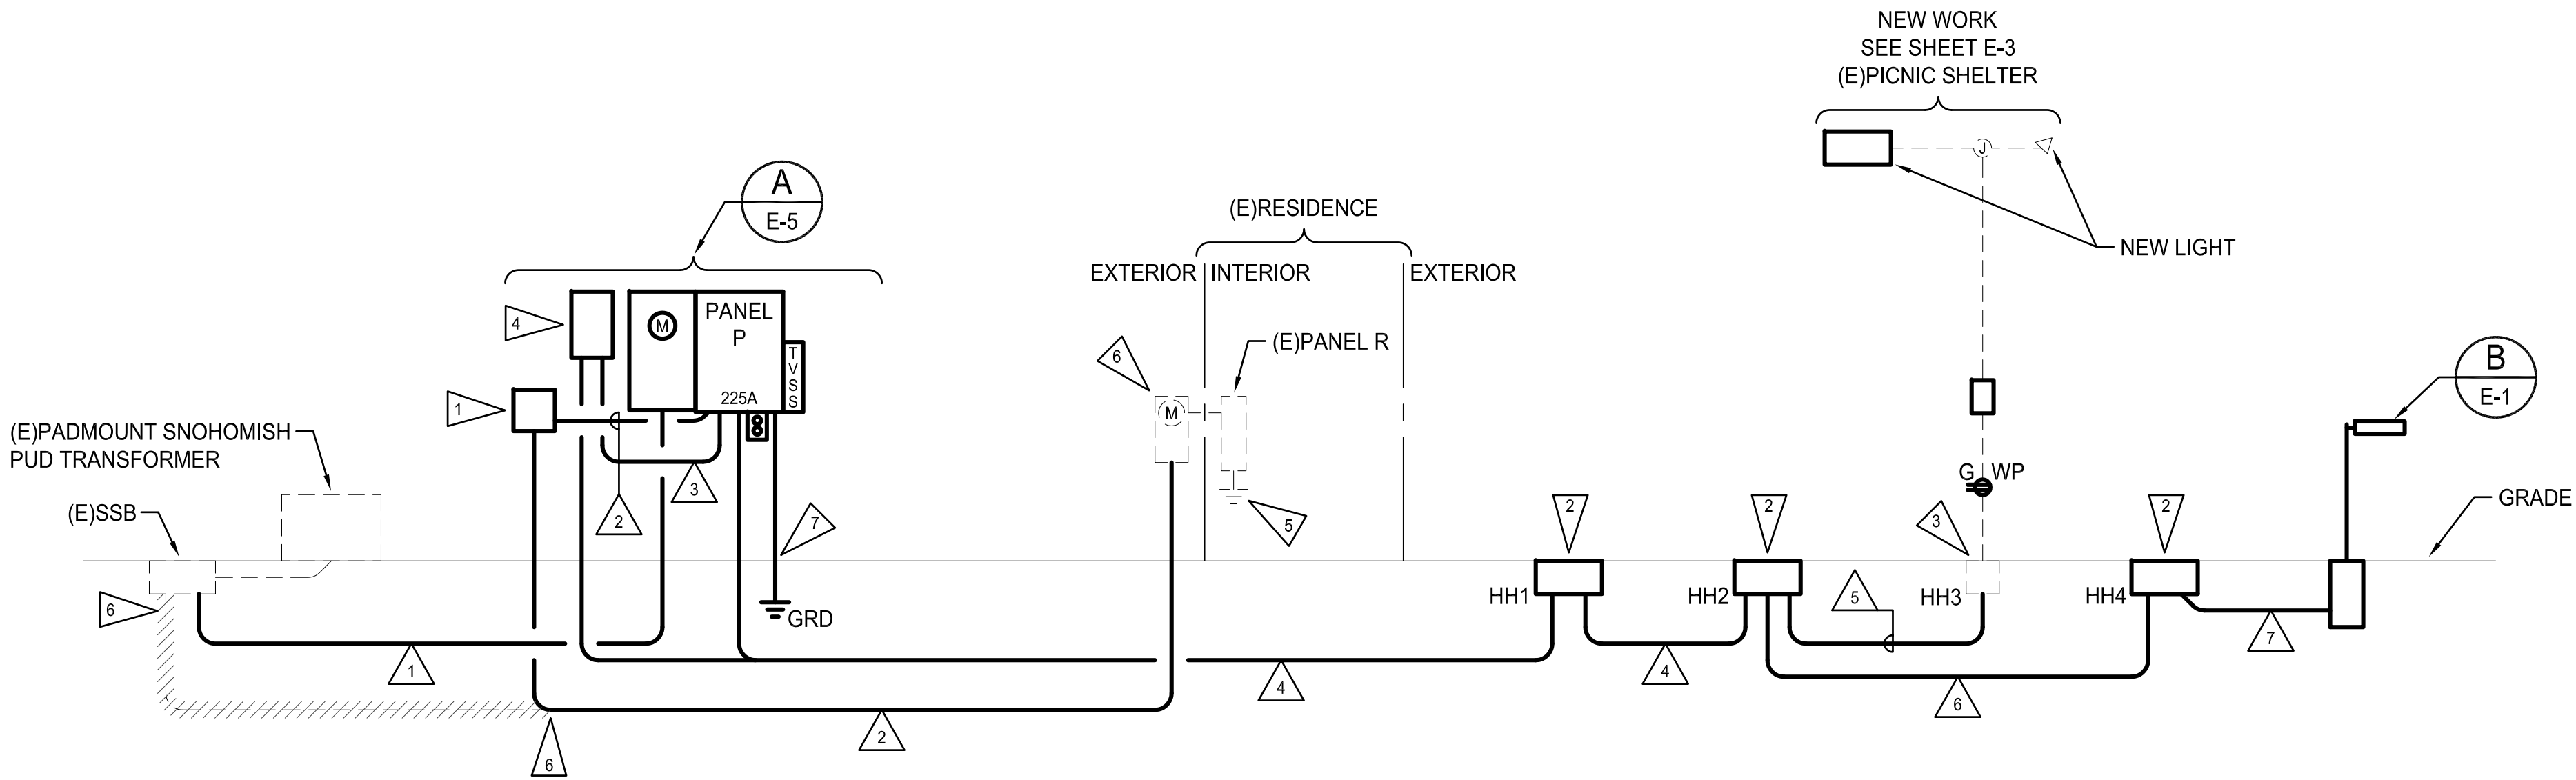 NEW WORK
SEE SHEET E-3
(E)PICNIC SHELTER
J
NEW LIGHT
A
E-5
(E)RESIDENCE
EXTERIOR
INTERIOR
EXTERIOR
4
M
PANEL
P
T
V
S
S
225A
1
6
M
(E)PANEL R
B
E-1
(E)PADMOUNT SNOHOMISH
PUD TRANSFORMER
(E)SSB
3
2
7
5
G
WP
2
2
3
2
GRADE
6
GRD
HH1
HH2
5
HH3
HH4
1
4
4
7
6
2
6